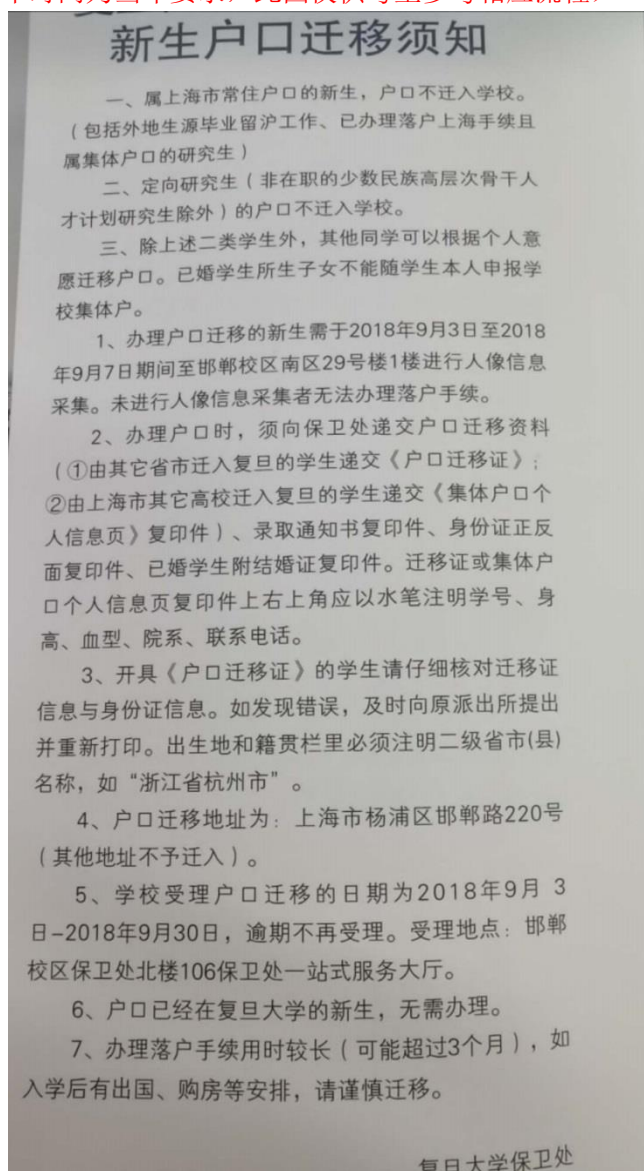 新生户口迁移须知
一、属上海市常住户口的新生，户口不迁入学校。
（包括外地生源毕业留沪工作、已办理落户上海手续且
属集体户口的研究生）
二、定向研究生（非在职的少数民族高层次骨干人
才计划研究生除外）的户口不迁入学校。
三、除上述二类学生外，其他同学可以根据个人意
愿迁移户口。已婚学生所生子女不能随学生本人申报学
校集体户。
1、办理户口迁移的新生需于2018年9月3日至2018
年9月7日期间至邯郸校区南区29号楼1楼进行人像信息
采集。未进行人像信息采集者无法办理落户手续。
2、办理户口时，须向保卫处递交户口迁移资料
（①由其它省市迁入复旦的学生递交《户口迁移证》；
②由上海市其它高校迁入复旦的学生递交《集体户口个
人信息页》复印件）、录取通知书复印件、身份证正反
面复印件、已婚学生附结婚证复印件。迁移证或集体户
口个人信息页复印件上右上角应以水笔注明学号、身
高、血型、院系、联系电话。
3、开具《户口迁移证》的学生请仔细核对迁移证
信息与身份证信息。如发现错误，及时向原派出所提出
并重新打印。出生地和籍贯栏里必须注明二级省市(县)
名称，如“浙江省杭州市”。
4、户口迁移地址为：上海市杨浦区邯郸路220号
（其他地址不予迁入）。
5、学校受理户口迁移的日期为2018年9月 3
日-2018年9月30日，逾期不再受理。受理地点：邯郸
校区保卫处北楼106保卫处一站式服务大厅。
6、户口已经在复旦大学的新生，无需办理。
7、办理落户手续用时较长（可能超过3个月），如
入学后有出国、购房等安排，请谨慎迁移。
复旦大学保卫处